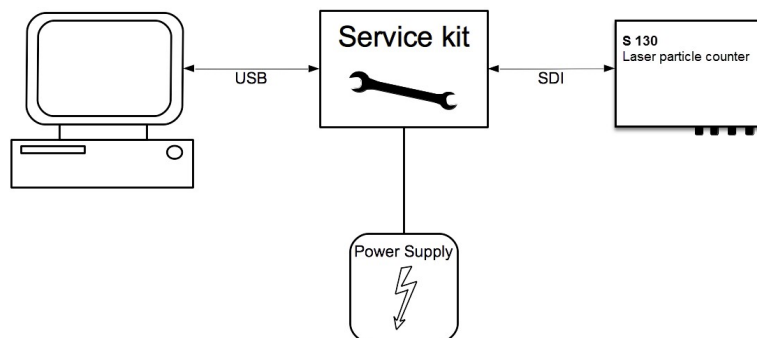 Service kit
USB
SDI
S 130
Laser particle counter
Power Supply